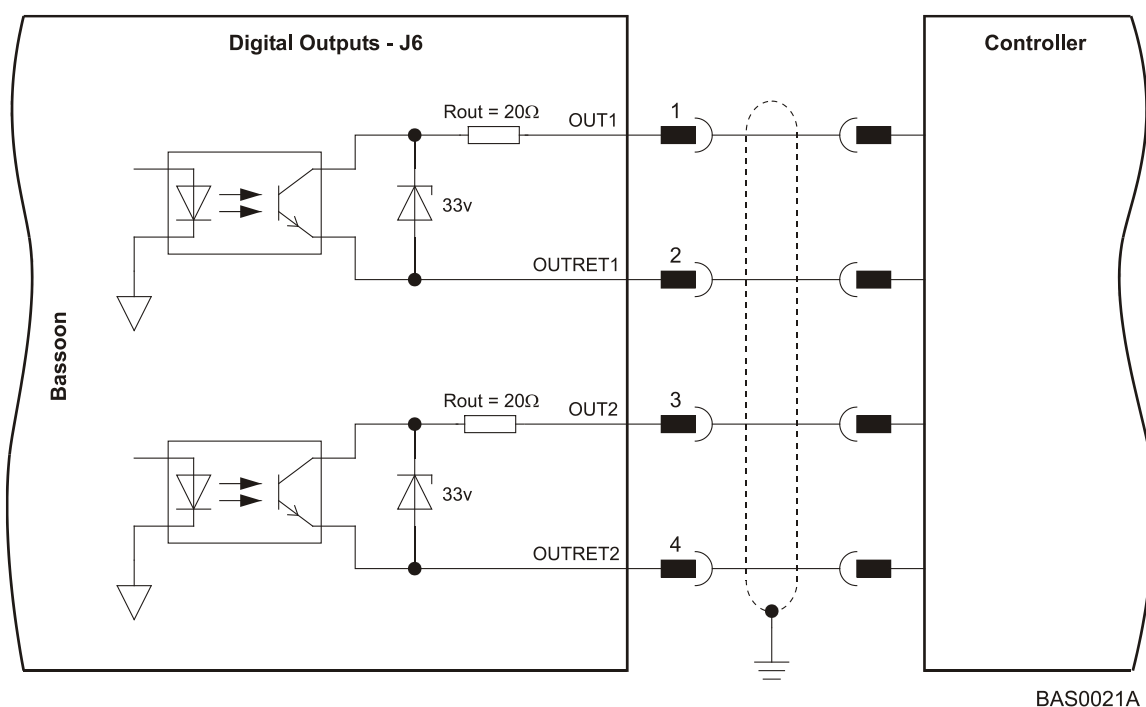 Digital Outputs - J6
Controller
Rout = 20Ω
OUT1
1
33v
OUTRET1
2
Bassoon
Rout = 20Ω
OUT2
3
33v
OUTRET2
4
BAS0021A